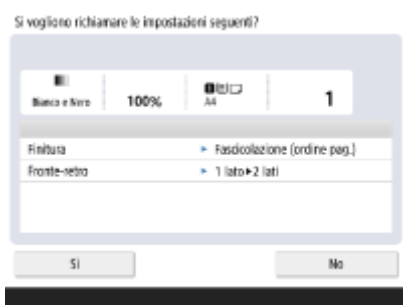 Si vogliono richiamare le impostazioni seguenti?
Bianco e Nero
100%
A4
1
Finitura ► Fascicolazione (ordine pag.)
Fronte-retro ► 1 lato►2 lati
Sì
No